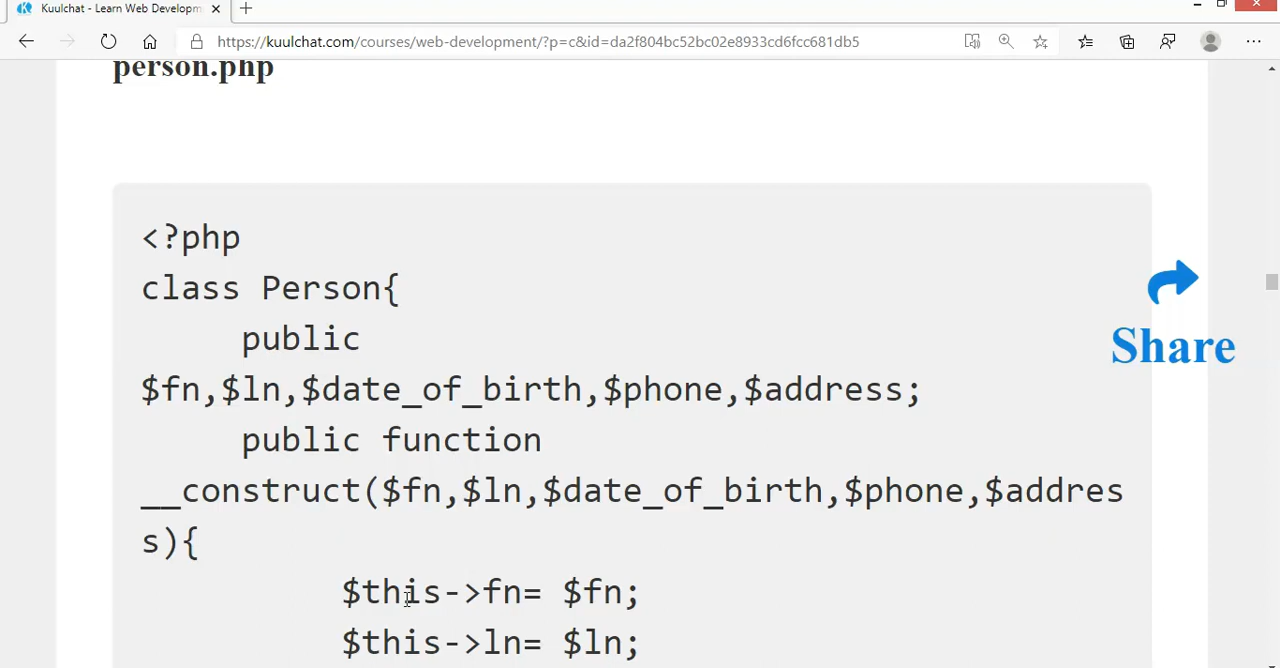 Kuulchat - Learn Web Developm
https://kuulchat.com/courses/web-development/?p=c&id=da2f804bc52bc02e8933cd6fcc681db5
person.php
<?php
class Person{
public
$fn,$ln,$date_of_birth,$phone,$address;
public function
__construct($fn,$ln,$date_of_birth,$phone,$addres
s){
$this->fn= $fn;
$this->ln= $ln;
Share